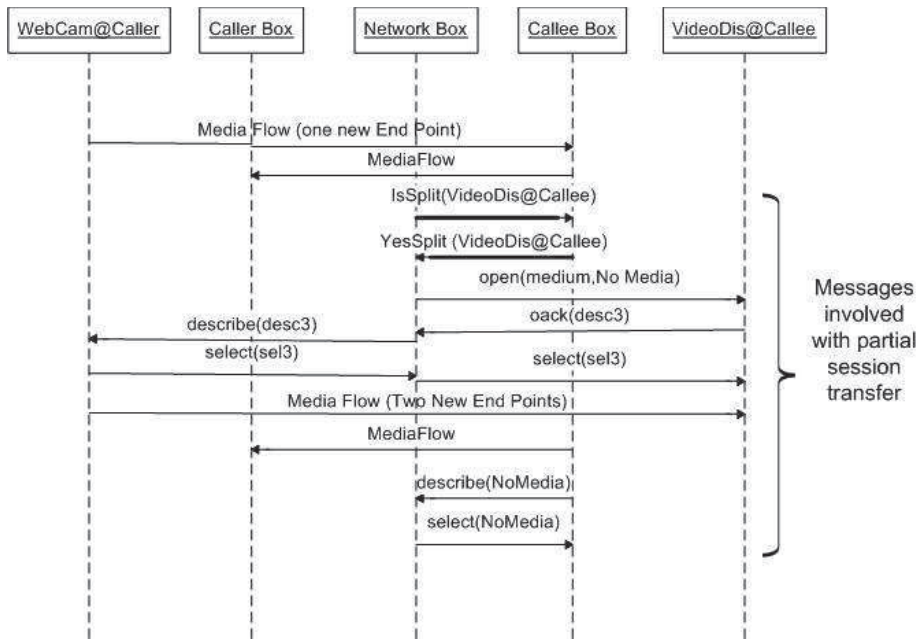 WebCam@Caller
Caller Box
Network Box
Callee Box
VideoDis@Callee
Media Flow (one new End Point)
MediaFlow
IsSplit(VideoDis@Callee)
YesSplit (VideoDis@Callee)
open(medium,No Media)
oack(desc3)
describe(desc3)
select(sel3)
select(sel3)
Media Flow (Two New End Points)
MediaFlow
describe(NoMedia)
select(NoMedia)
Messages
involved
with partial
session
transfer